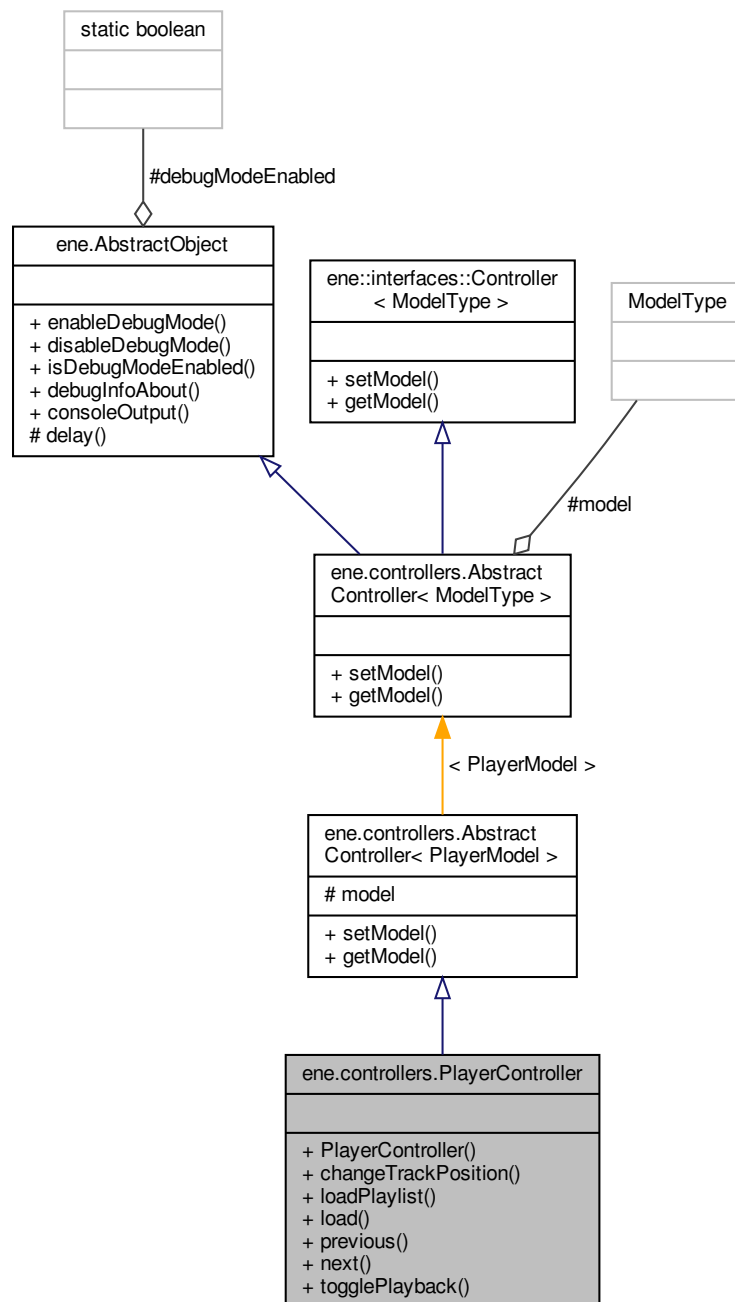 static boolean
#debugModeEnabled
ene.AbstractObject
+ enableDebugMode()
+ disableDebugMode()
+ isDebugModeEnabled()
+ debugInfoAbout()
+ consoleOutput()
# delay()
ene::interfaces::Controller
< ModelType >
+ setModel()
+ getModel()
ModelType
#model
ene.controllers.Abstract
Controller< ModelType >
+ setModel()
+ getModel()
< PlayerModel >
ene.controllers.Abstract
Controller< PlayerModel >
# model
+ setModel()
+ getModel()
ene.controllers.PlayerController
+ PlayerController()
+ changeTrackPosition()
+ loadPlaylist()
+ load()
+ previous()
+ next()
+ togglePlayback()